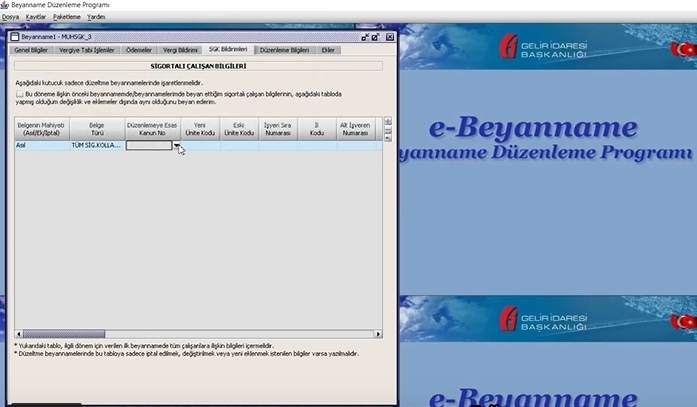 Beyanname Düzenleme Programı
Dosya Kayıtlar Paketleme Yardım
Beyanname1 - MUHSGK_3
Genel Bilgiler Vergiye Tabi İşlemler Ödemeler Vergi Bildirimi SGK Bildirimleri Düzenleme Bilgileri Ekler
SİGORTALI ÇALIŞAN BİLGİLERİ
Aşağıdaki kutucuk sadece düzeltme beyannamelerinde işaretlenmelidir.
Bu döneme ilişkin önceki beyannamemde/beyannamelerimde beyan ettiğim sigortalı çalışan bilgilerinin, aşağıdaki tabloda
yapmış olduğum değişiklik ve eklemeler dışında aynı olduğunu beyan ederim.
Belgenin Mahiyeti Belge Düzenlemeye Esas Yeni Eski İşyeri Sıra İl Alt İşveren
(Asıl/Ek/İptal) Türü Kanun No Ünite Kodu Ünite Kodu Numarası Kodu Numarası
Asıl TÜM SİG.KOLLA...
* Yukarıdaki tablo, ilgili dönem için verilen ilk beyannamede tüm çalışanlara ilişkin bilgileri içermelidir.
* Düzeltme beyannamelerinde bu tabloya sadece iptal edilmek, değiştirilmek veya yeni eklenmek istenilen bilgiler varsa yazılmalıdır.
GELİR İDARESİ
BAŞKANLIĞI
e-Beyanname
yanname Düzenleme Programı
GELİR İDARESİ
BAŞKANLIĞI
e-Beyanname